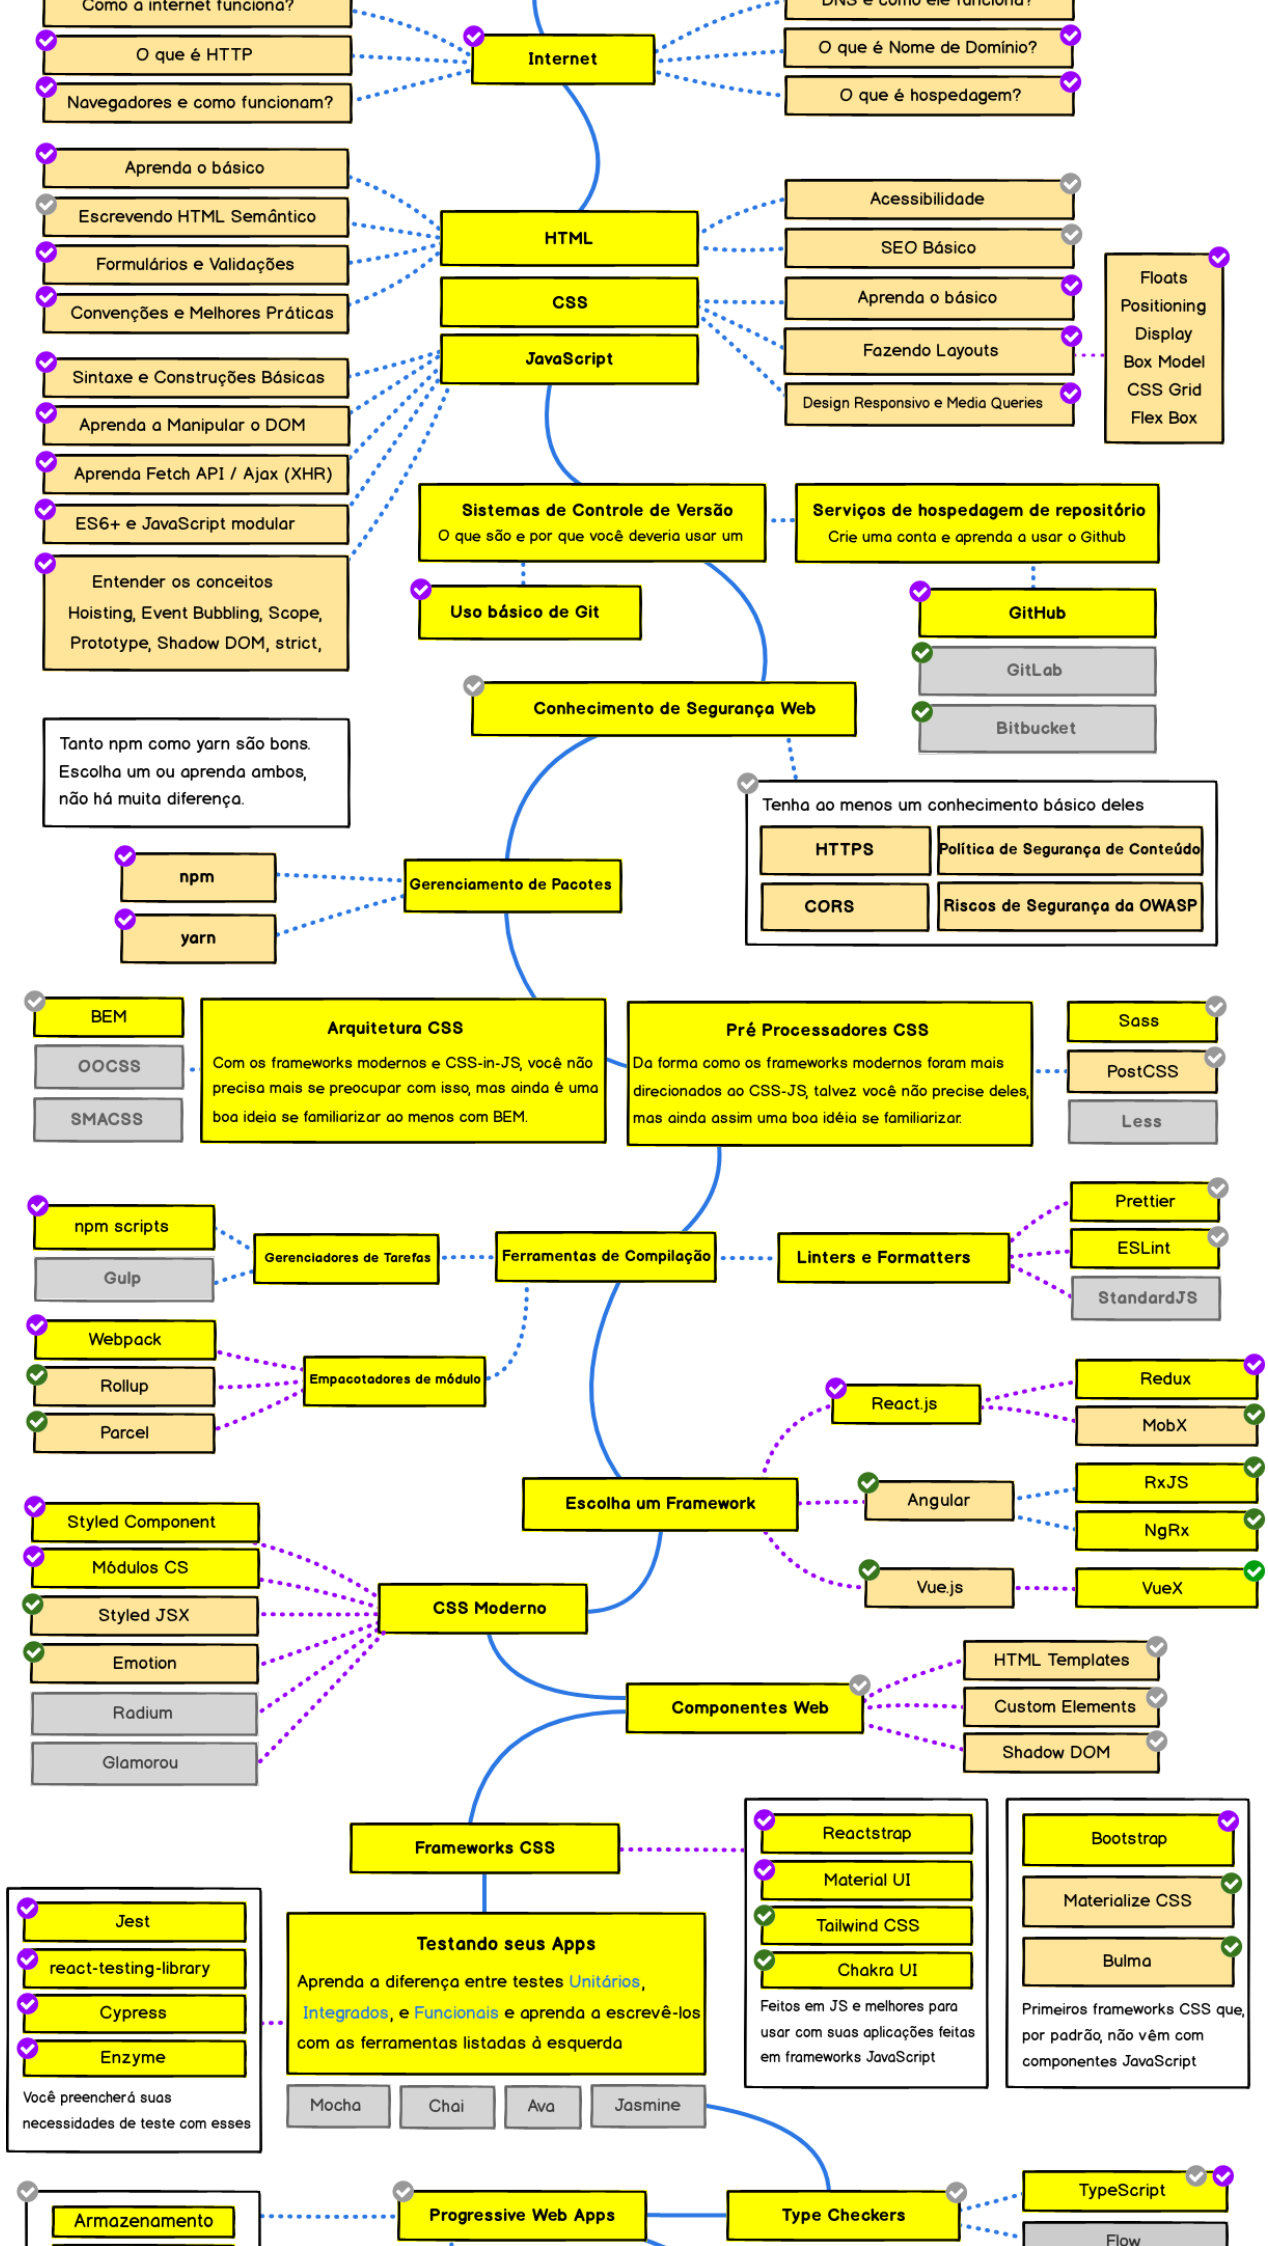 Como a internet funciona?
DNS e como ele funciona?
O que é HTTP
Internet
O que é Nome de Domínio?
Navegadores e como funcionam?
O que é hospedagem?
Aprenda o básico
Escrevendo HTML Semântico
Formulários e Validações
Convenções e Melhores Práticas
HTML
CSS
JavaScript
Acessibilidade
SEO Básico
Aprenda o básico
Fazendo Layouts
Design Responsivo e Media Queries
Floats
Positioning
Display
Box Model
CSS Grid
Flex Box
Sintaxe e Construções Básicas
Aprenda a Manipular o DOM
Aprenda Fetch API / Ajax (XHR)
ES6+ e JavaScript modular
Entender os conceitos
Hoisting, Event Bubbling, Scope,
Prototype, Shadow DOM, strict,
Sistemas de Controle de Versão
O que são e por que você deveria usar um
Serviços de hospedagem de repositório
Crie uma conta e aprenda a usar o Github
Uso básico de Git
GitHub
GitLab
Bitbucket
Conhecimento de Segurança Web
Tanto npm como yarn são bons.
Escolha um ou aprenda ambos,
não há muita diferença.
Tenha ao menos um conhecimento básico deles
HTTPS
Política de Segurança de Conteúdo
CORS
Riscos de Segurança da OWASP
npm
yarn
Gerenciamento de Pacotes
BEM
OOCSS
SMACSS
Arquitetura CSS
Com os frameworks modernos e CSS-in-JS, você não
precisa mais se preocupar com isso, mas ainda é uma
boa ideia se familiarizar ao menos com BEM.
Pré Processadores CSS
Da forma como os frameworks modernos foram mais
direcionados ao CSS-JS, talvez você não precise deles,
mas ainda assim uma boa idéia se familiarizar.
Sass
PostCSS
Less
npm scripts
Gulp
Gerenciadores de Tarefas
Ferramentas de Compilação
Linters e Formatters
Prettier
ESLint
StandardJS
Webpack
Rollup
Parcel
Empacotadores de módulo
React.js
Redux
MobX
Escolha um Framework
Angular
RxJS
NgRx
Vue.js
VueX
Styled Component
Módulos CS
Styled JSX
Emotion
Radium
Glamorou
CSS Moderno
Componentes Web
HTML Templates
Custom Elements
Shadow DOM
Frameworks CSS
Reactstrap
Material UI
Tailwind CSS
Chakra UI
Feitos em JS e melhores para
usar com suas aplicações feitas
em frameworks JavaScript
Bootstrap
Materialize CSS
Bulma
Primeiros frameworks CSS que,
por padrão, não vêm com
componentes JavaScript
Jest
react-testing-library
Cypress
Enzyme
Você preencherá suas
necessidades de teste com esses
Testando seus Apps
Aprenda a diferença entre testes Unitários,
Integrados, e Funcionais e aprenda a escrevê-los
com as ferramentas listadas à esquerda
Mocha
Chai
Ava
Jasmine
Armazenamento
Progressive Web Apps
Type Checkers
TypeScript
Flow